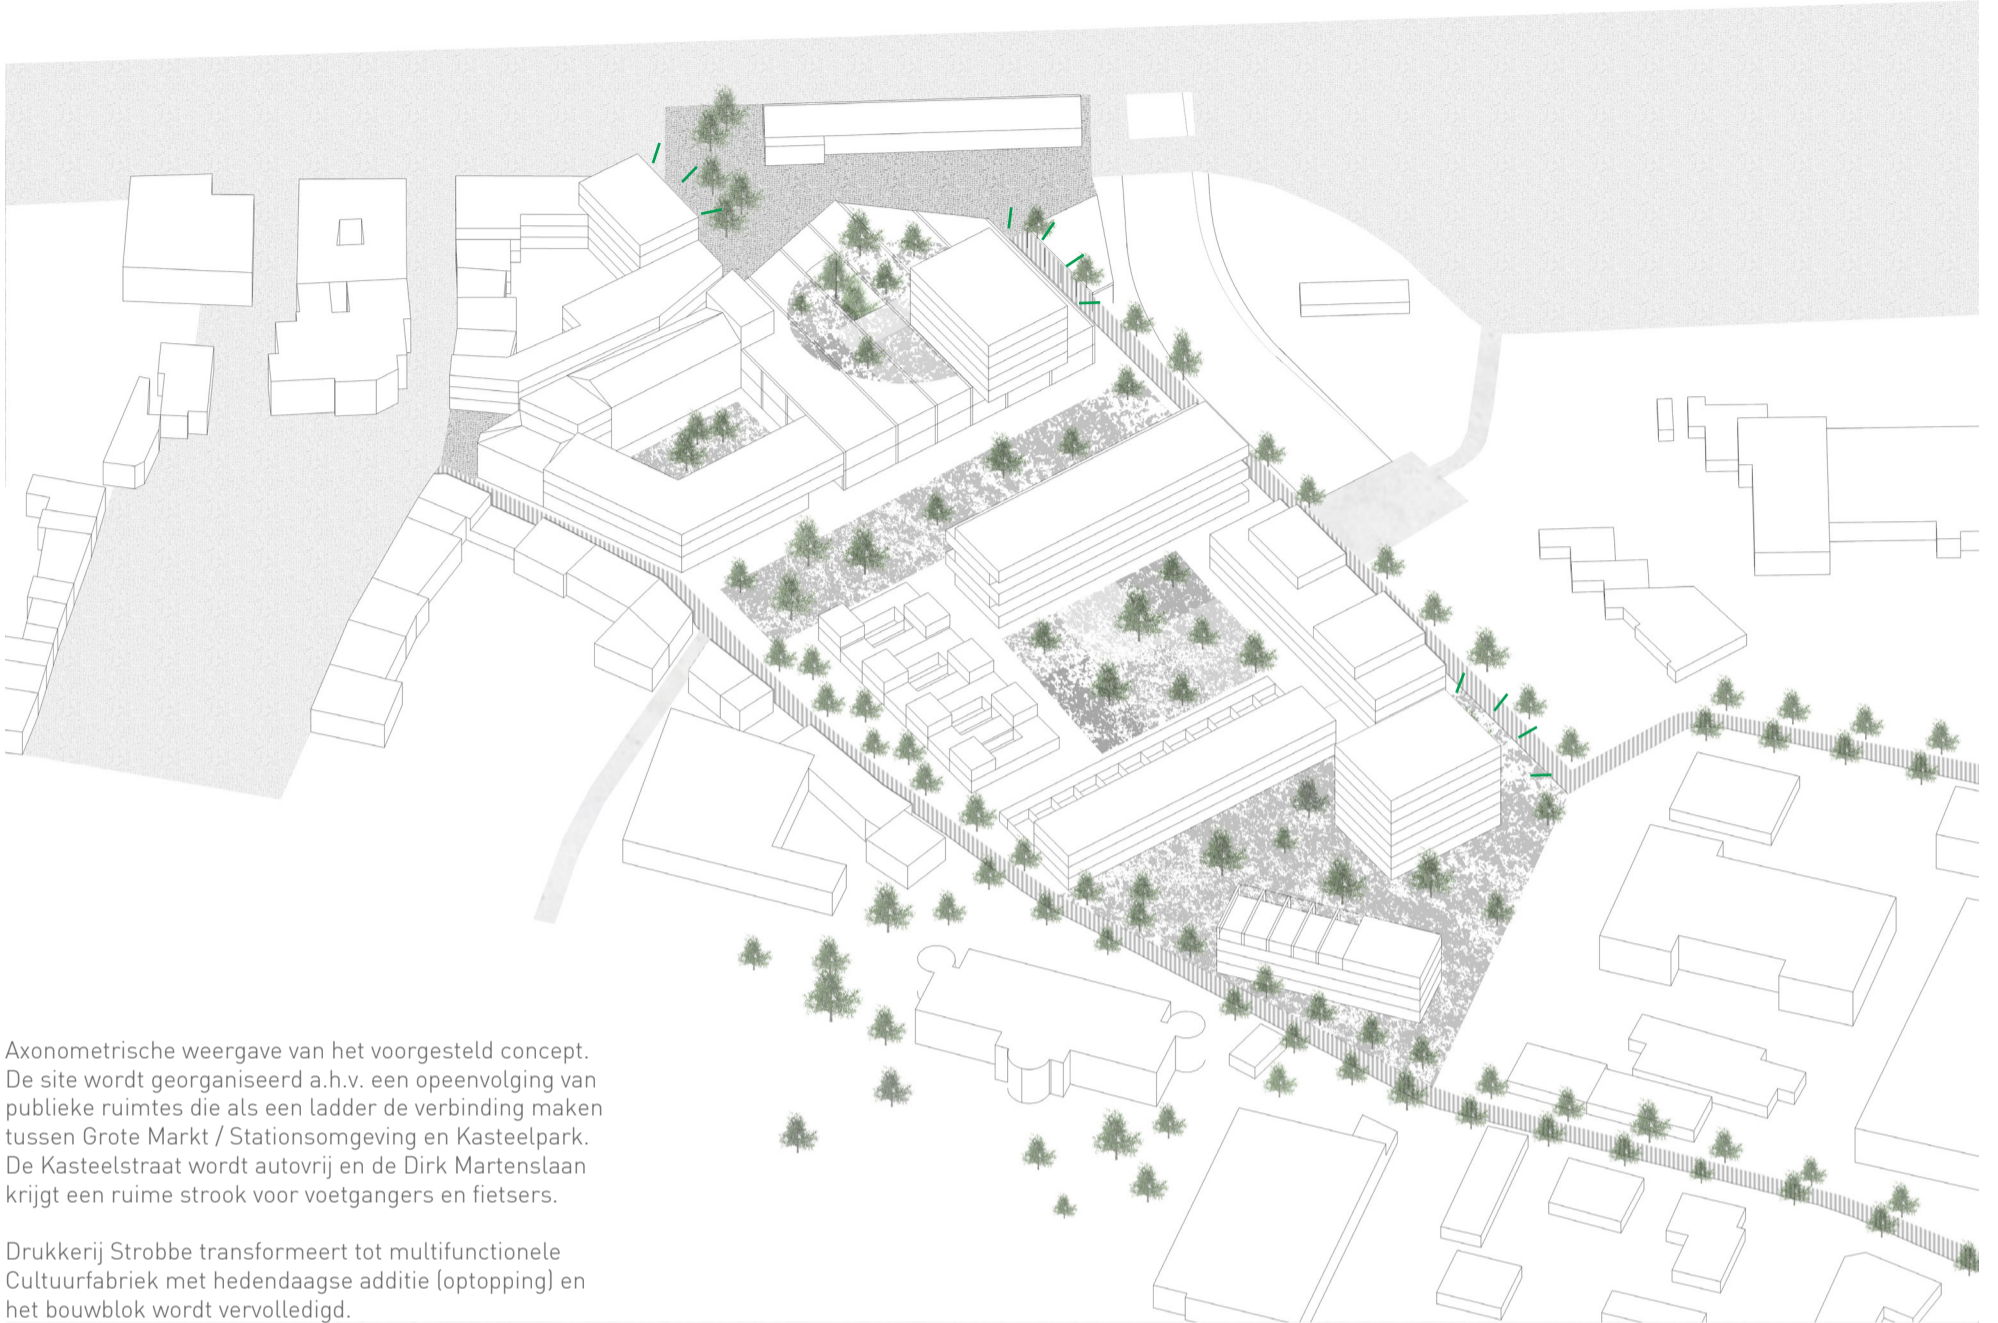 Axonometrische weergave van het voorgesteld concept.
De site wordt georganiseerd a.h.v. een opeenvolging van
publieke ruimtes die als een ladder de verbinding maken
tussen Grote Markt / Stationsomgeving en Kasteelpark.
De Kasteelstraat wordt autovrij en de Dirk Martenslaan
krijgt een ruime strook voor voetgangers en fietsers.

Drukkerij Strobbe transformeert tot multifunctionele
Cultuurfabriek met hedendaagse additie (optopping) en
het bouwblok wordt vervolledigd.